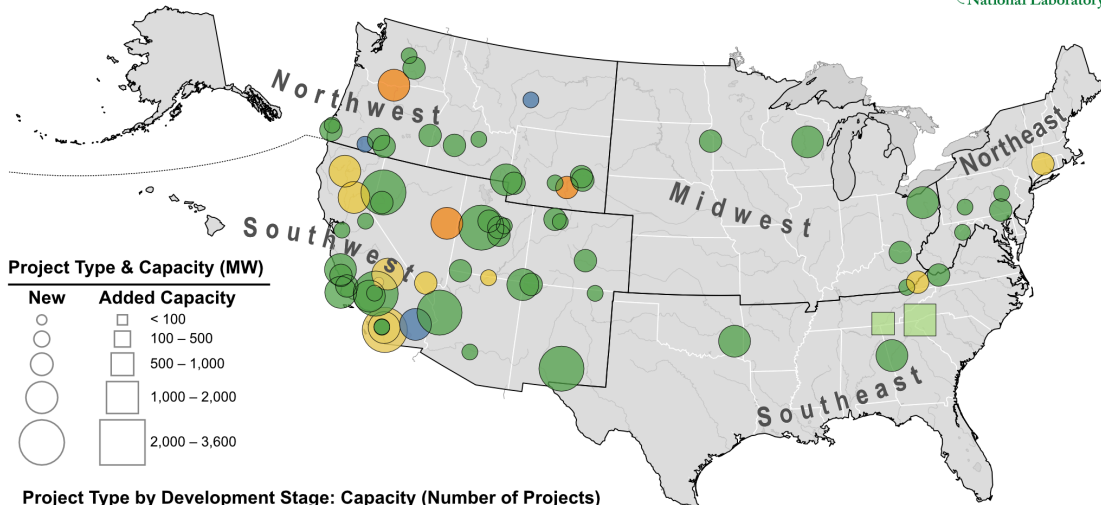 National Laboratory
Northwest
Northeast
Midwest
Southwest
Southeast
Project Type & Capacity (MW)
New Added Capacity
< 100
100 – 500
500 – 1,000
1,000 – 2,000
2,000 – 3,600
Project Type by Development Stage: Capacity (Number of Projects)